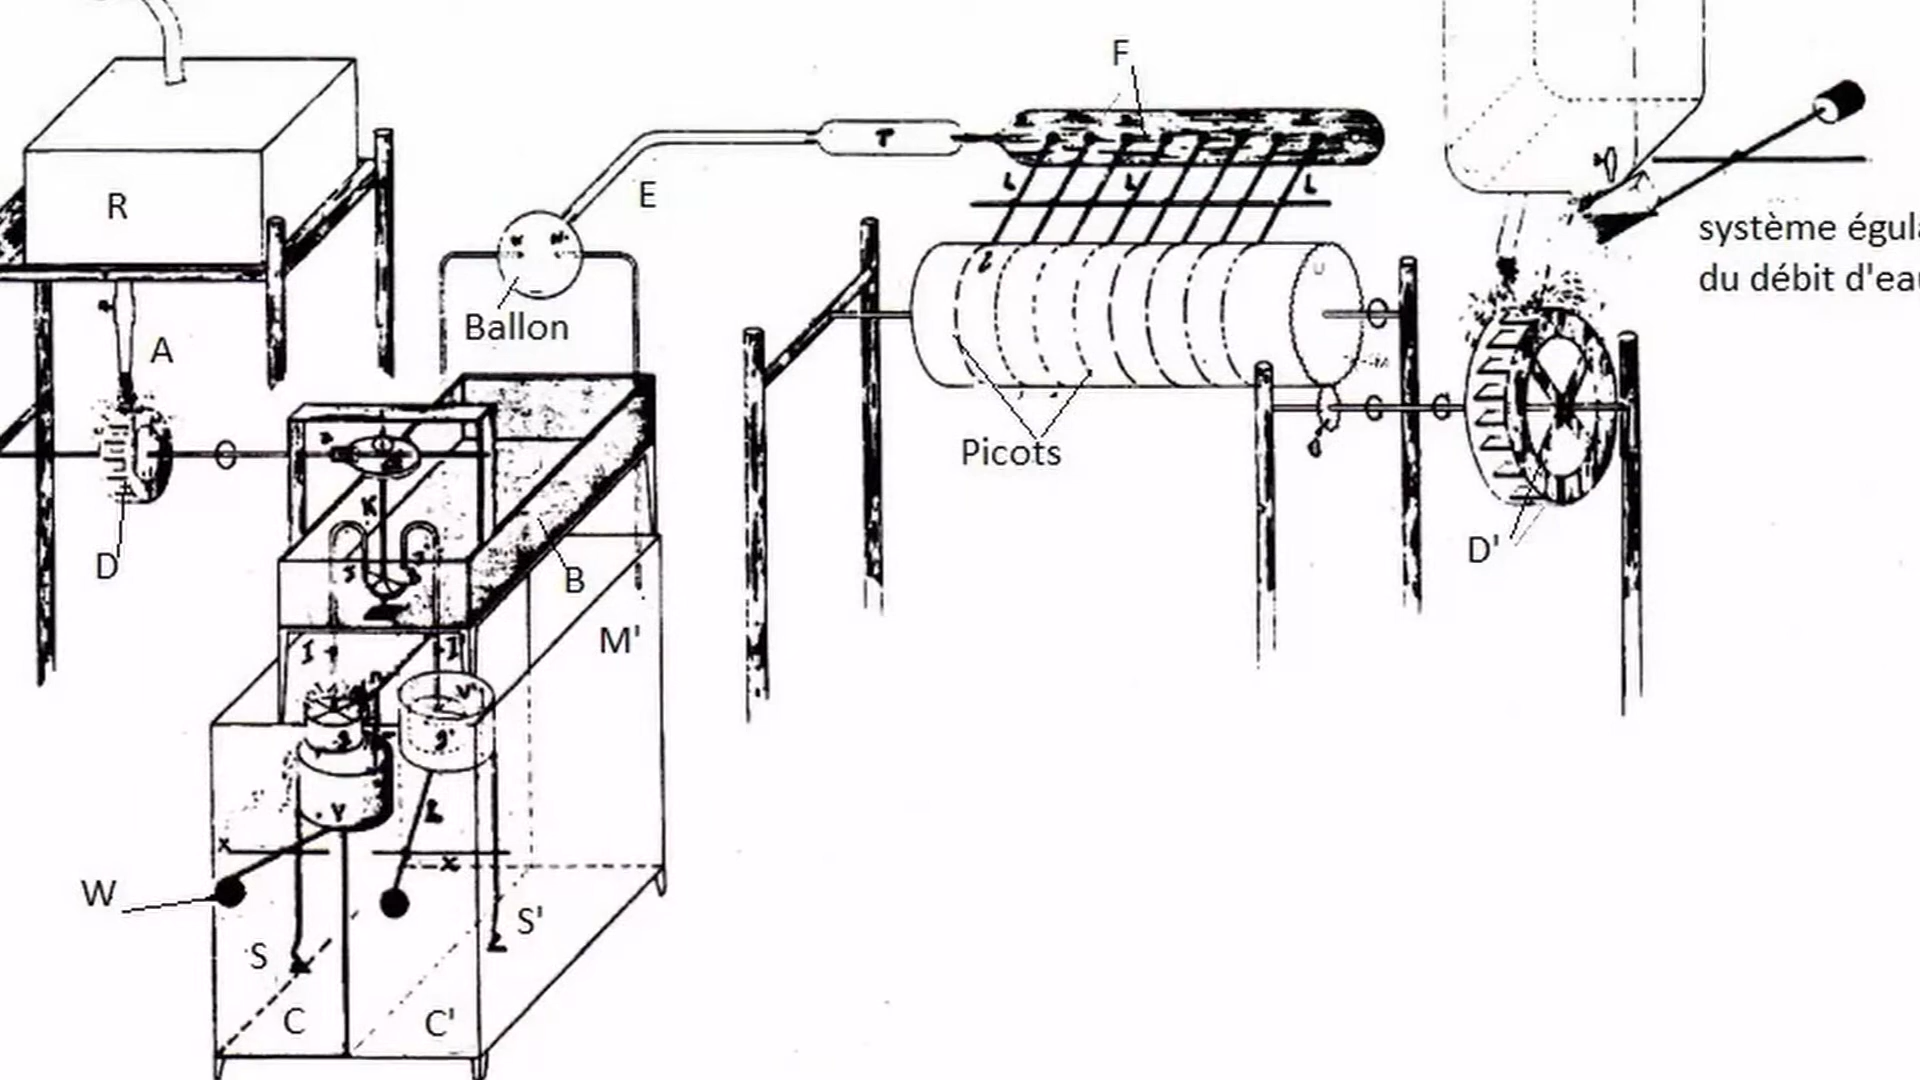 F
R
T
E
L
L
L
système égula
du débit d'eau
Ballon
A
Picots
K
D
B
D'
I
I
M'
V'
g'
V
x
x
W
S'
S
C
C'